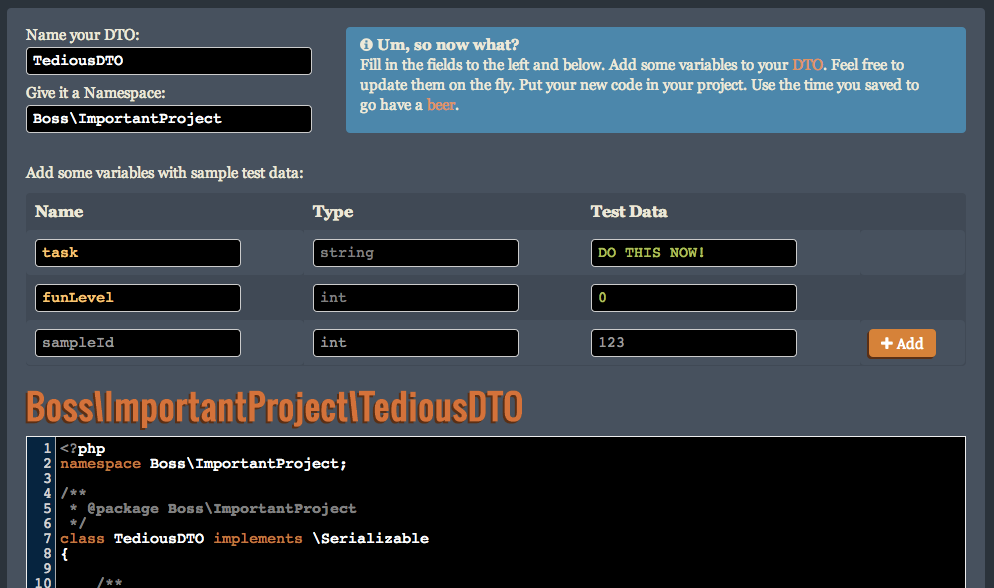 Name your DTO:
TediousDTO
Give it a Namespace:
Boss\ImportantProject
Um, so now what?
Fill in the fields to the left and below. Add some variables to your DTO. Feel free to
update them on the fly. Put your new code in your project. Use the time you saved to
go have a beer.
Add some variables with sample test data:
Name Type Test Data
task string DO THIS NOW!
funLevel int 0
sampleId int 123 + Add
Boss\ImportantProject\TediousDTO
1 <?php
2 namespace Boss\ImportantProject;
3
4 /**
5  * @package Boss\ImportantProject
6  */
7 class TediousDTO implements \Serializable
8 {
9
10     /**